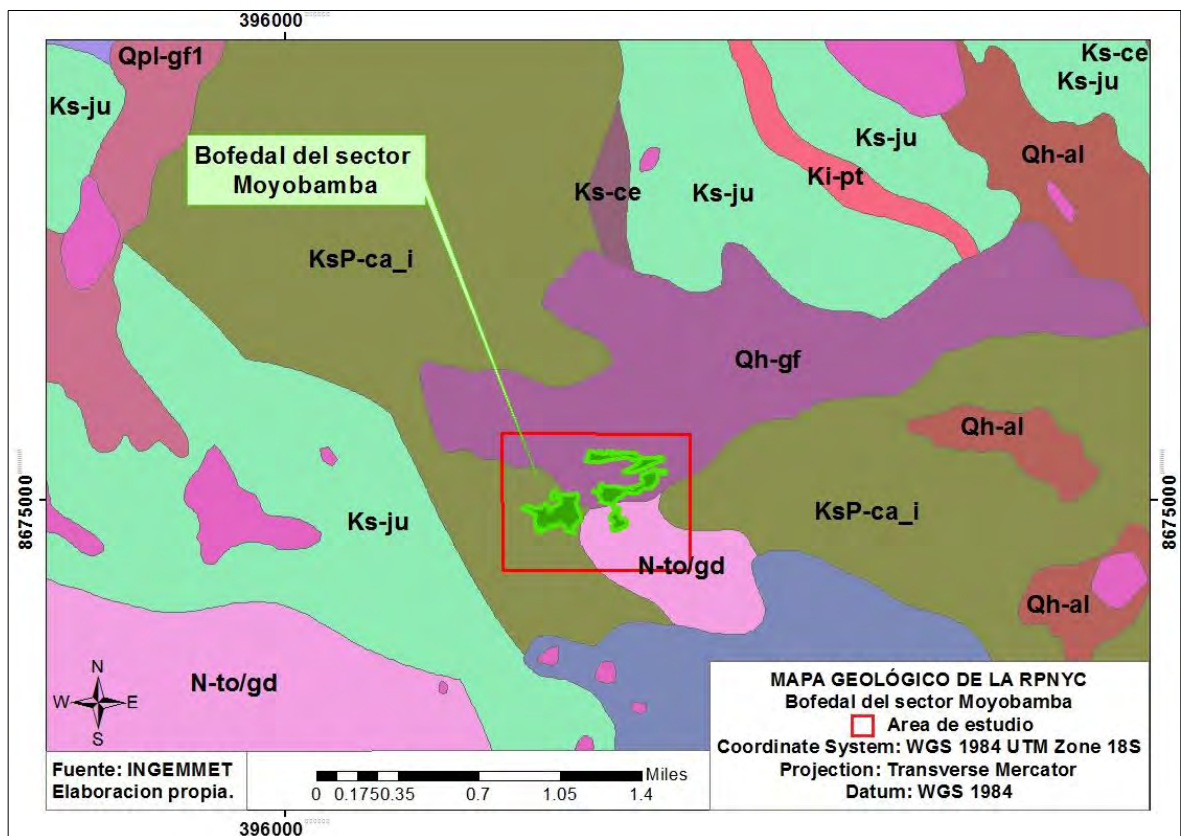 396000
Qpl-gf1
Ks-ce
Ks-ju
Ks-ju
Ks-ju
Qh-al
Bofedal del sector
Moyobamba
Ks-ce
Ks-ju
Ki-pt
KsP-ca_i
Qh-gf
Qh-al
8675000
8675000
Ks-ju
KsP-ca_i
N-to/gd
Qh-al
N-to/gd
N
W
E
S
MAPA GEOLÓGICO DE LA RPNYC
Bofedal del sector Moyobamba
Area de estudio
Coordinate System: WGS 1984 UTM Zone 18S
Projection: Transverse Mercator
Datum: WGS 1984
Fuente: INGEMMET
Elaboracion propia.
Miles
0 0.1750.35 0.7 1.05 1.4
396000